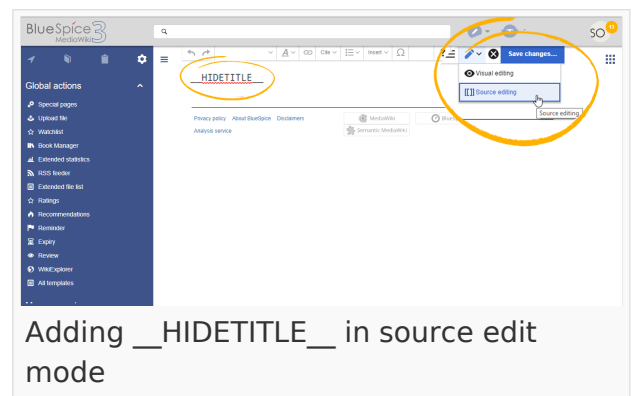 BlueSpice 3
MediaWiki
SO
13
Cite
Insert
Save changes...
__HIDETITLE__
Visual editing
[[]] Source editing
Source editing
Global actions
Special pages
Upload file
Watchlist
Book Manager
Extended statistics
RSS feeder
Extended file list
Ratings
Recommendations
Reminder
Expiry
Review
WikiExplorer
All templates
Privacy policy About BlueSpice Disclaimers
Analysis service
MediaWiki
Semantic MediaWiki
Adding __HIDETITLE__ in source edit
mode